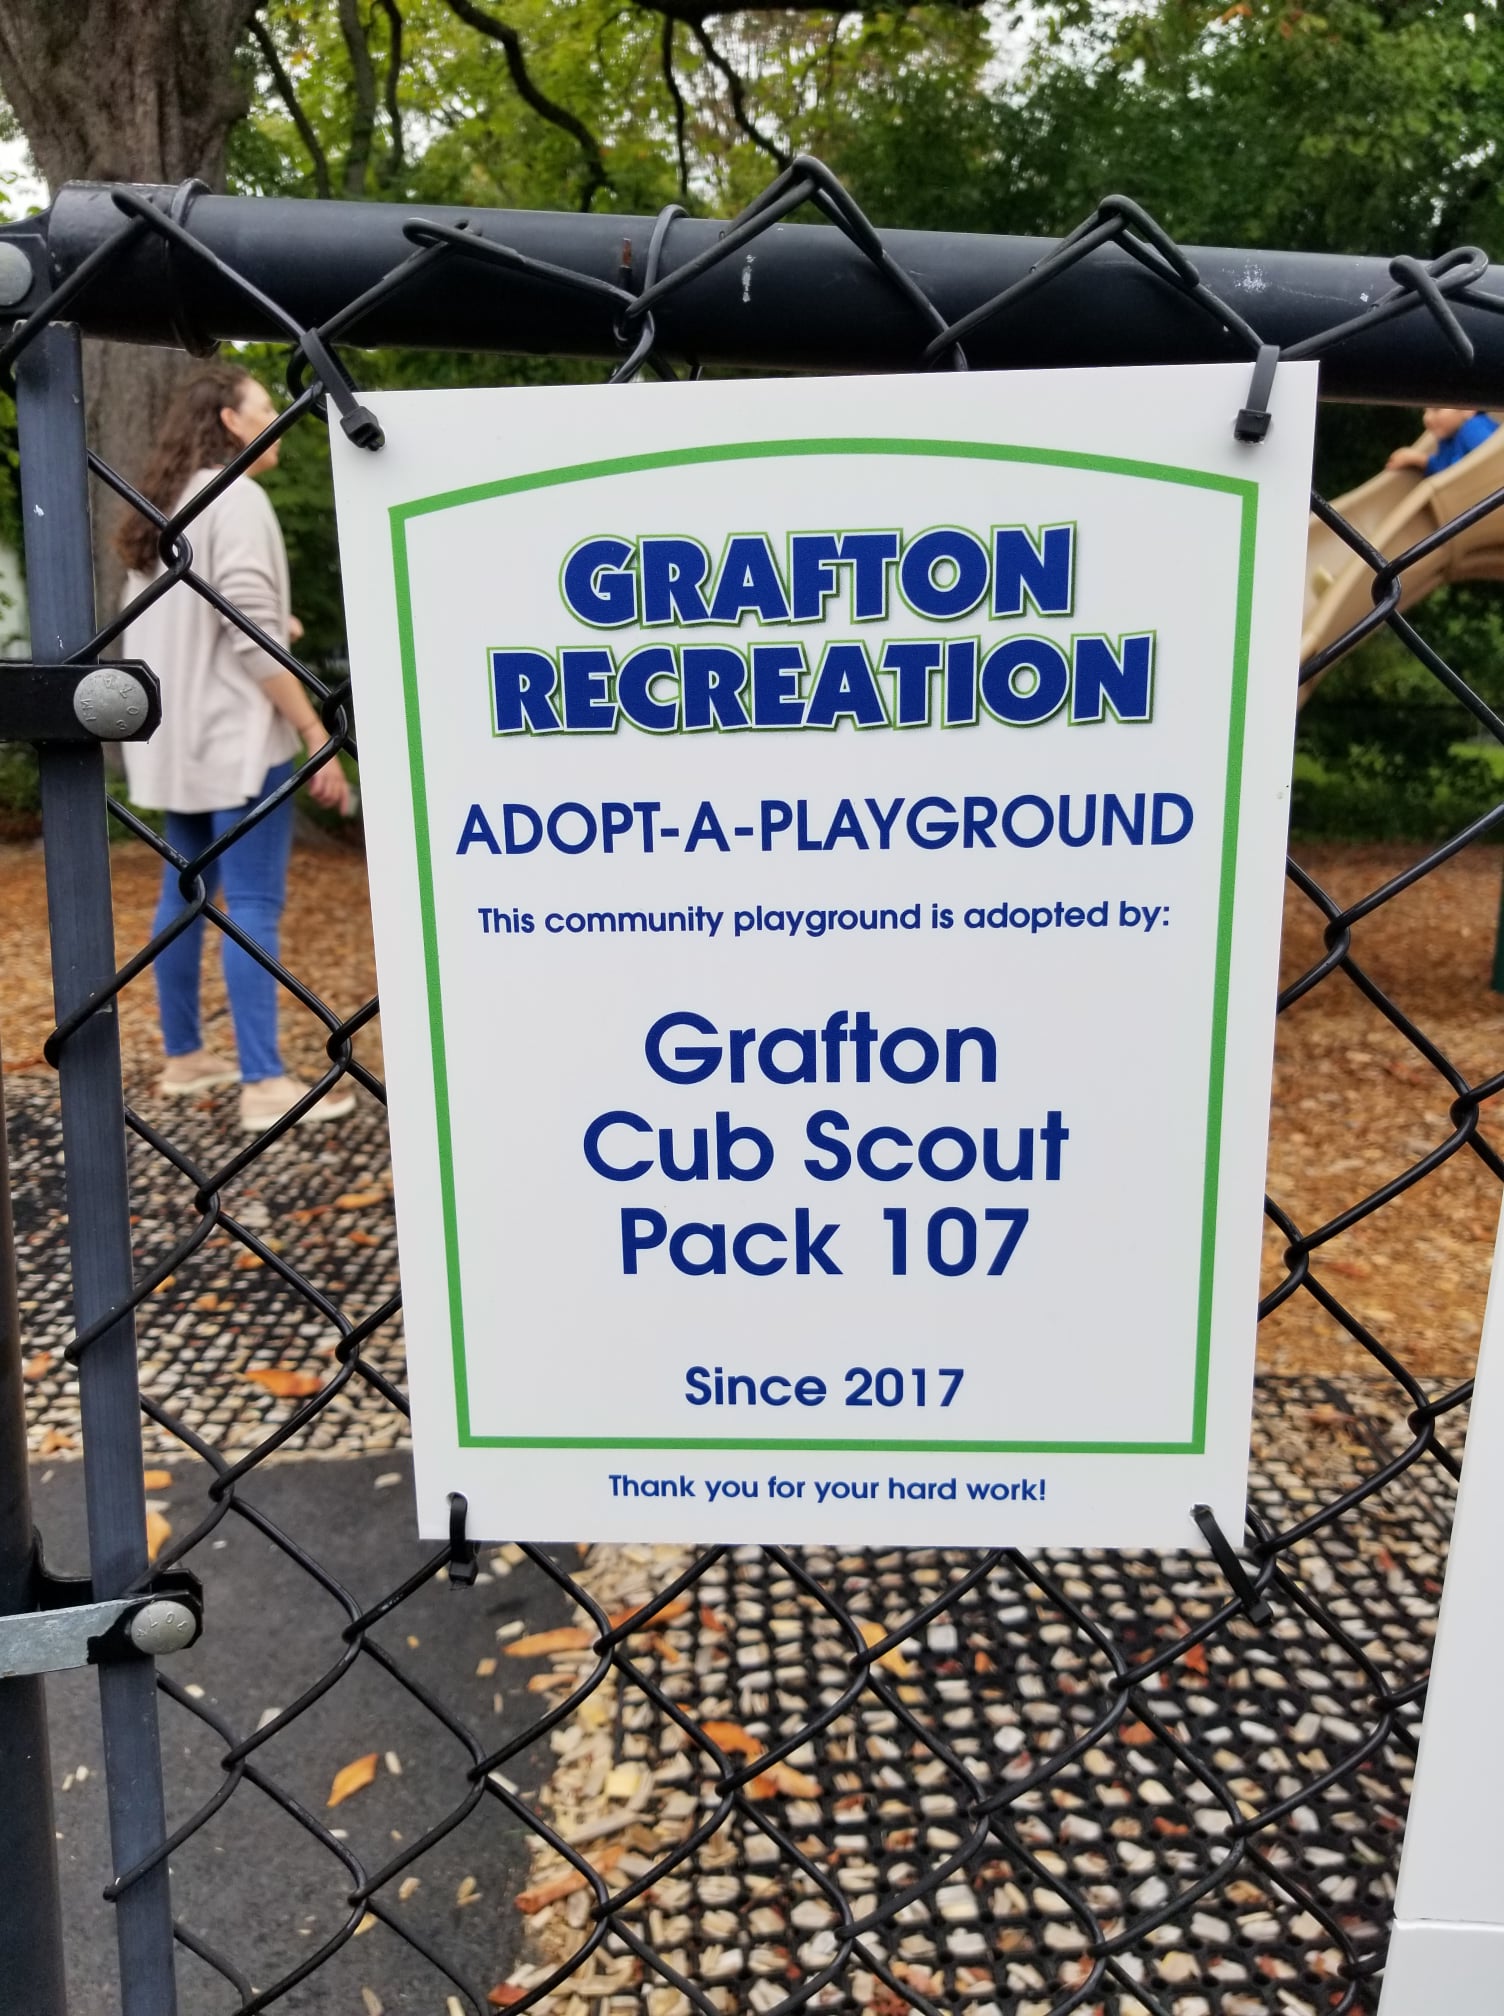 GRAFTON
RECREATION
ADOPT-A-PLAYGROUND
This community playground is adopted by:
Grafton
Cub Scout
Pack 107
Since 2017
Thank you for your hard work!